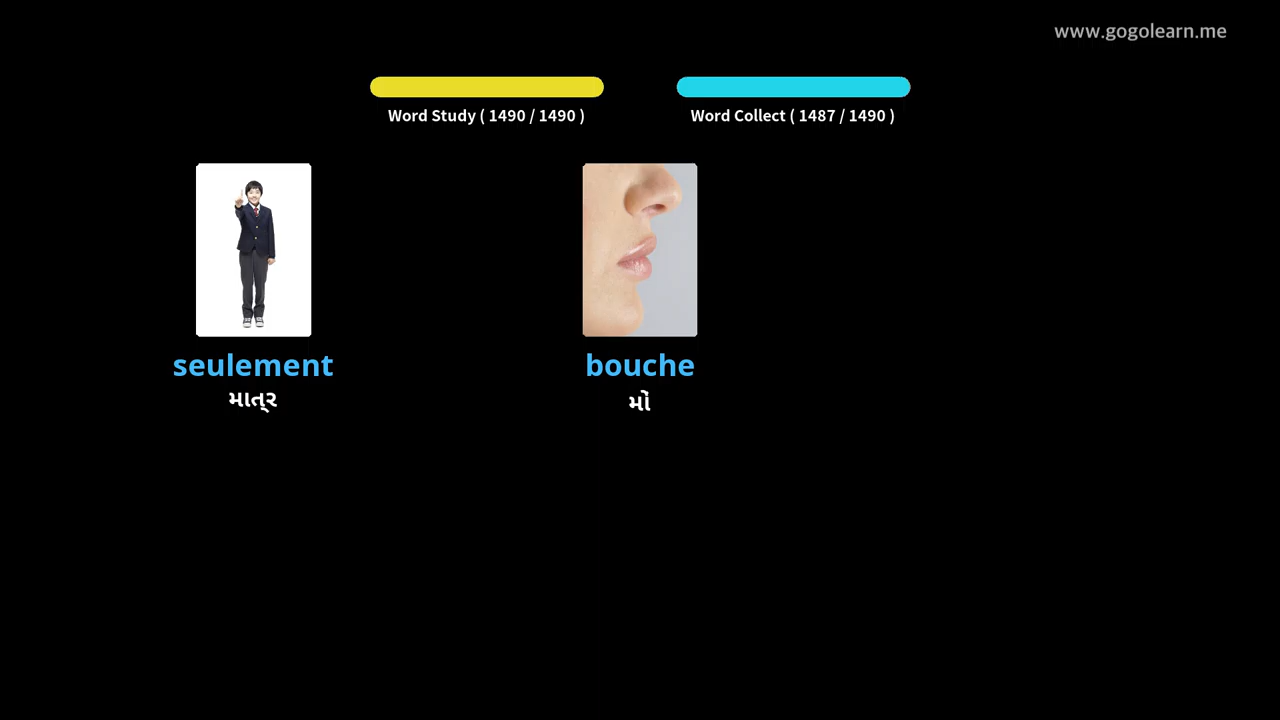 www.gogolearn.me
Word Study ( 1490 / 1490 )
Word Collect ( 1487 / 1490 )
seulement
માત્ર
bouche
મોં